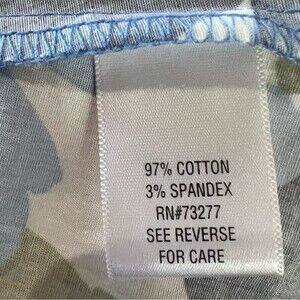 97% COTTON
3% SPANDEX
RN#73277
SEE REVERSE
FOR CARE